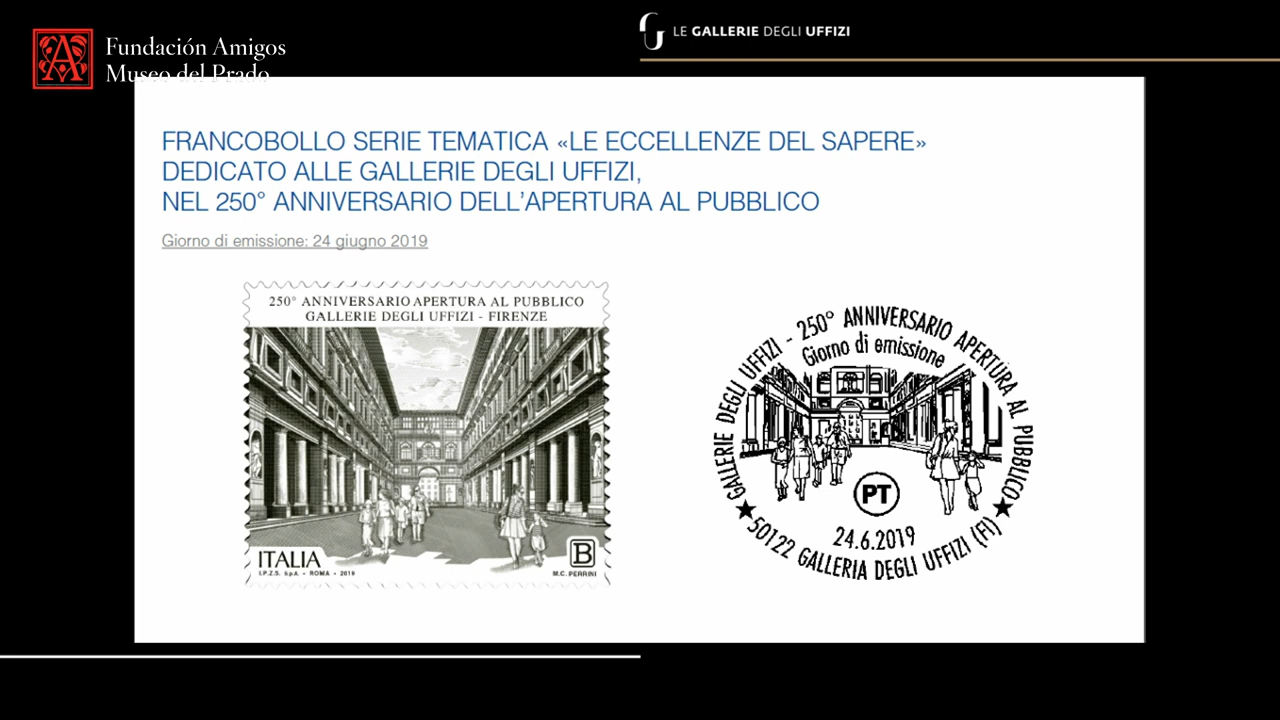 Fundación Amigos
Museo del Prado
LE GALLERIE DEGLI UFFIZI
FRANCOBOLLO SERIE TEMATICA «LE ECCELLENZE DEL SAPERE»
DEDICATO ALLE GALLERIE DEGLI UFFIZI,
NEL 250° ANNIVERSARIO DELL'APERTURA AL PUBBLICO
Giorno di emissione: 24 giugno 2019
250° ANNIVERSARIO APERTURA AL PUBBLICO
GALLERIE DEGLI UFFIZI - FIRENZE
ITALIA
B
I.P.Z.S. S.p.A. - ROMA - 2019
M.C. PERRINI
GALLERIE DEGLI UFFIZI - 250° ANNIVERSARIO APERTURA AL PUBBLICO
Giorno di emissione
PT
24.6.2019
50122 GALLERIA DEGLI UFFIZI (FI)